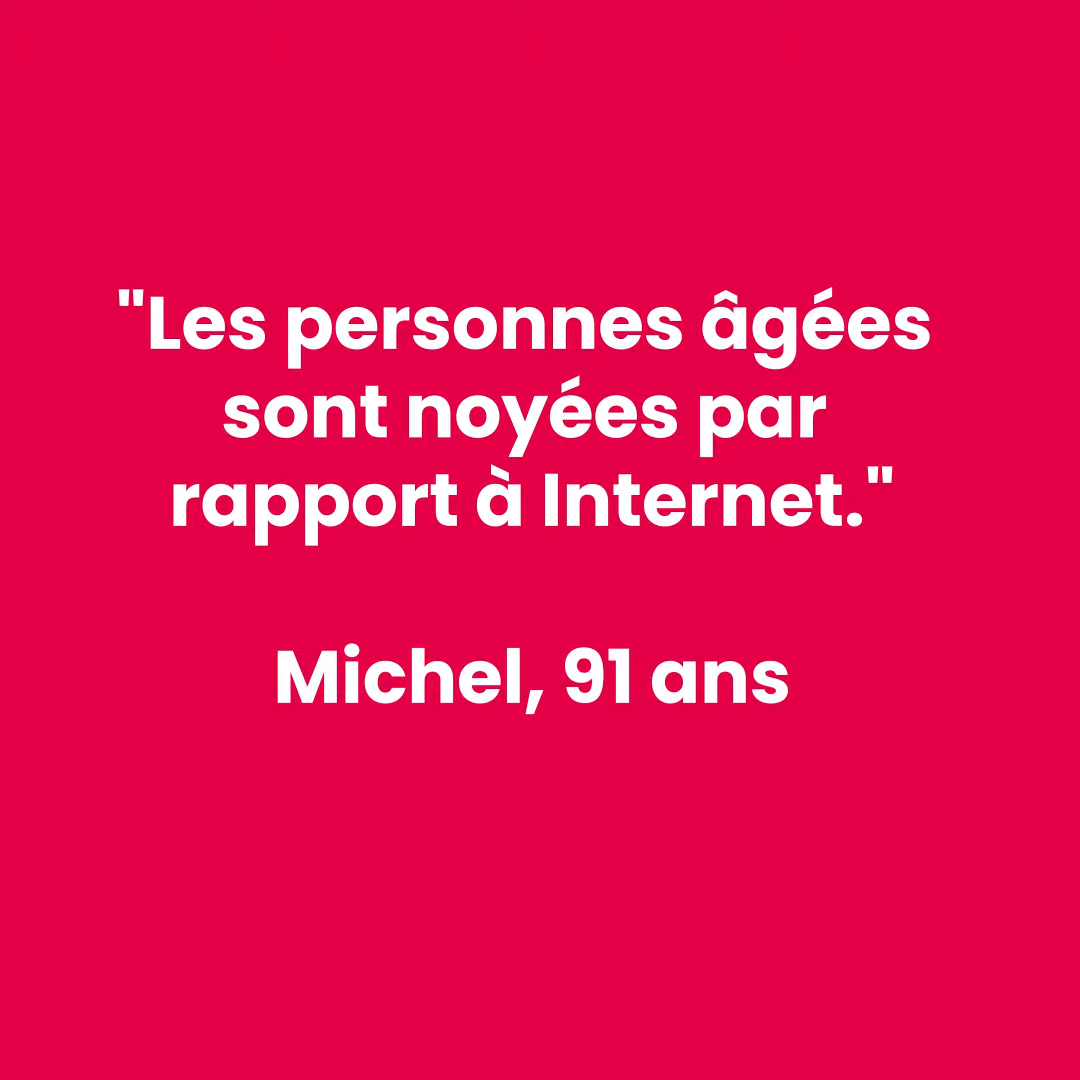 "Les personnes âgées
sont noyées par
rapport à Internet."
Michel, 91 ans